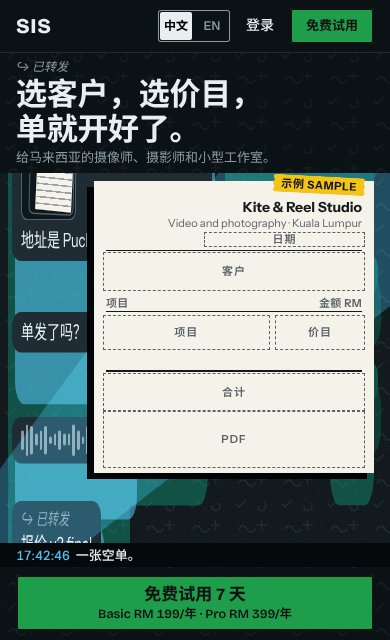 SIS
中文 EN
登录
免费试用
↪ 已转发
选客户，选价目，
单就开好了。
给马来西亚的摄像师、摄影师和小型工作室。
示例 SAMPLE
Kite & Reel Studio
Video and photography · Kuala Lumpur
日期
地址是
客户
项目 金额 RM
单发了吗？
项目 价目
合计
PDF
↪ 已转发
17:42:46 一张空单。
免费试用 7 天
Basic RM 199/年 · Pro RM 399/年